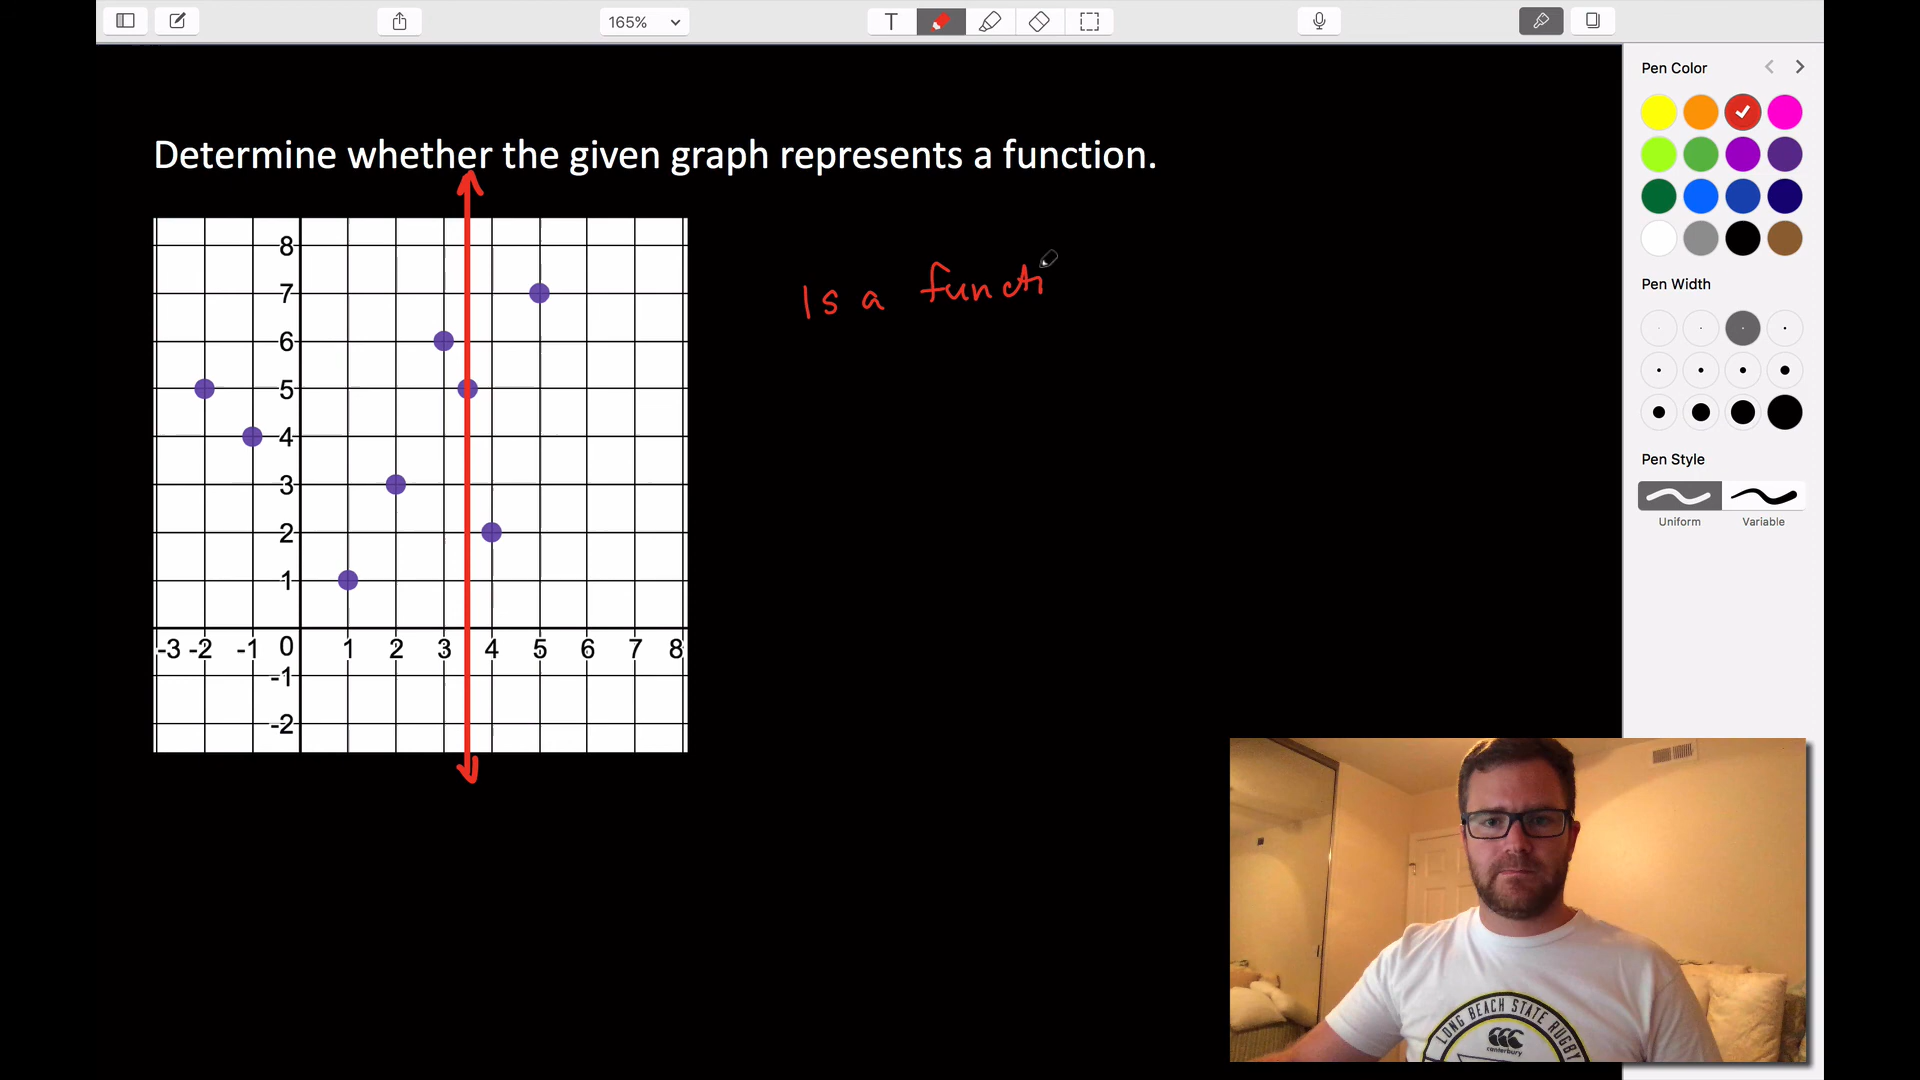 165%
T
Pen Color
Determine whether the given graph represents a function.
Is a functi
Pen Width
8
7
6
5
4
3
2
1
-3 -2 -1 0 1 2 3 4 5 6 7 8
-1
-2
Pen Style
Uniform Variable
LONG BEACH STATE RUGBY
canterbury